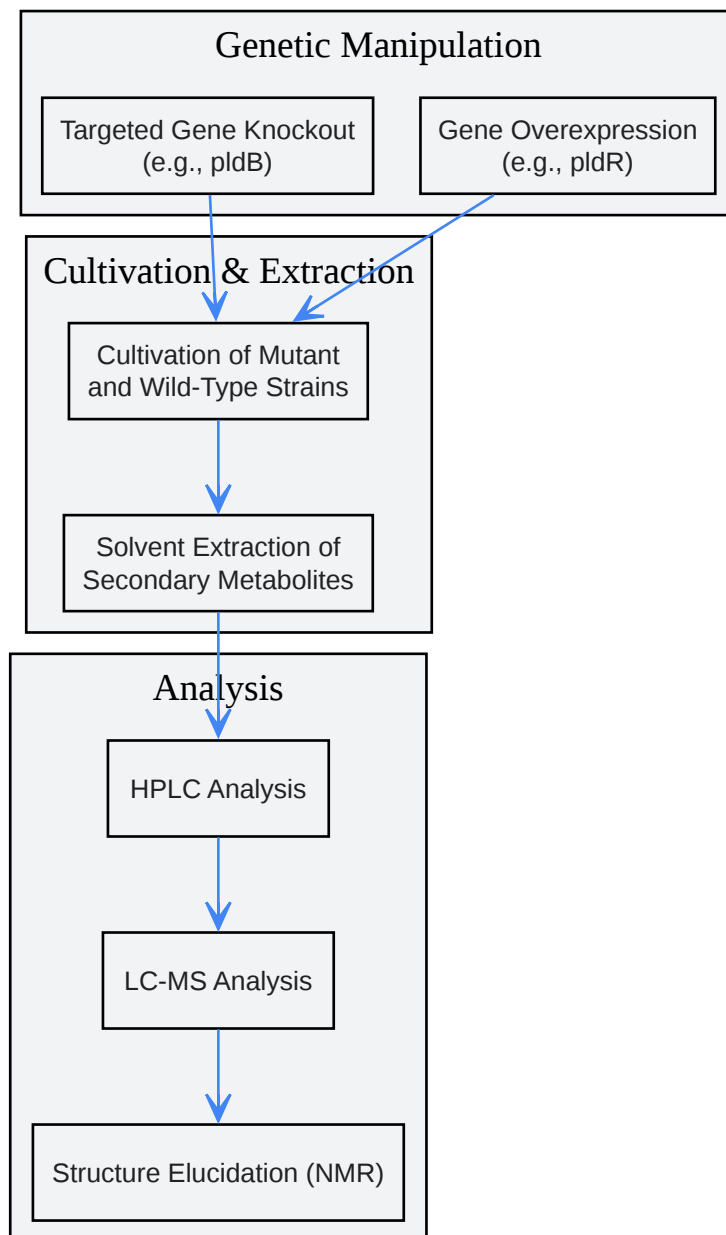 Genetic Manipulation
Targeted Gene Knockout
(e.g., pldB)
Gene Overexpression
(e.g., pldR)
Cultivation & Extraction
Cultivation of Mutant
and Wild-Type Strains
Solvent Extraction of
Secondary Metabolites
Analysis
HPLC Analysis
LC-MS Analysis
Structure Elucidation (NMR)